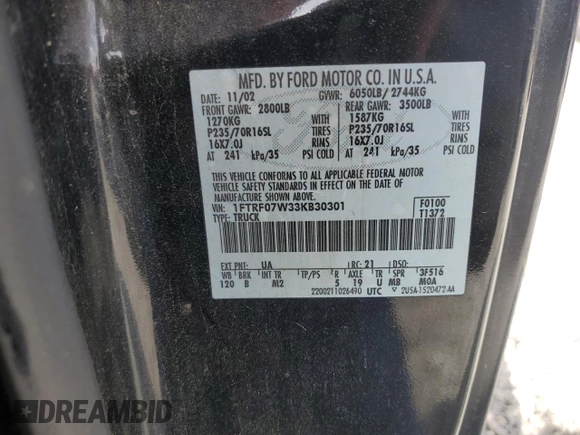 MFD. BY FORD MOTOR CO. IN U.S.A.
DATE: 11/02 GVWR: 6050LB/ 2744KG
FRONT GAWR: 2800LB REAR GAWR: 3500LB
1270KG WITH 1587KG WITH
P235/70R16SL TIRES P235/70R16SL TIRES
16X7.0J RIMS 16X7.0J RIMS
AT 241 kPa/35 PSI COLD AT 241 kPa/35 PSI COLD
THIS VEHICLE CONFORMS TO ALL APPLICABLE FEDERAL MOTOR
VEHICLE SAFETY STANDARDS IN EFFECT ON THE DATE OF
MANUFACTURE SHOWN ABOVE.
VIN: 1FTRF07W33KB30301 F0100
TYPE: TRUCK T1372
EXT PNT: UA RC: 21 DSO:
WB BRK INT TR TP/PS R AXLE TR SPR 3F516
120 B M2 5 19 U MB MOA
2200211026490 UTC 2U5A-1520472-AA
DREAMBID